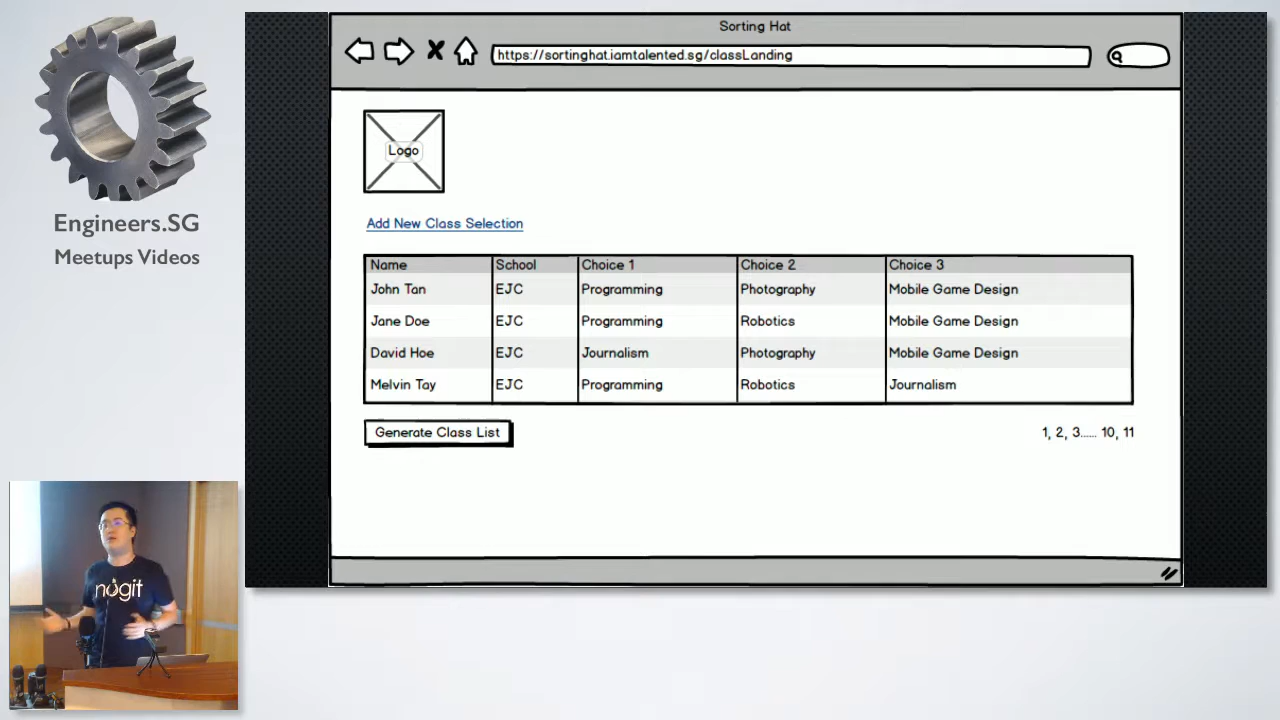 Engineers.SG
Meetups Videos
Sorting Hat
https://sortinghat.iamtalented.sg/classLanding
Logo
Add New Class Selection
Name School Choice 1 Choice 2 Choice 3
John Tan EJC Programming Photography Mobile Game Design
Jane Doe EJC Programming Robotics Mobile Game Design
David Hoe EJC Journalism Photography Mobile Game Design
Melvin Tay EJC Programming Robotics Journalism
Generate Class List
1, 2, 3...... 10, 11
nugit